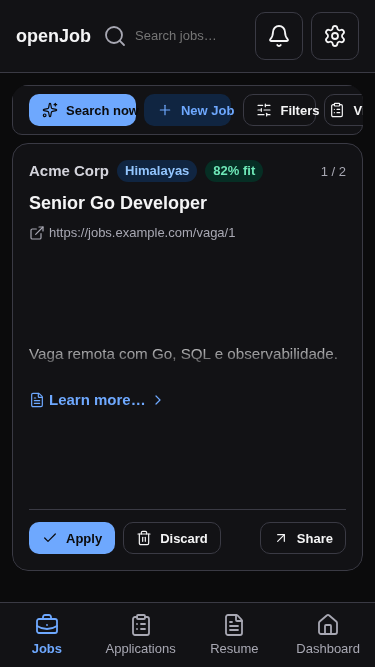 openJob
Search jobs…
Search now
New Job
Filters
V
Acme Corp Himalayas 82% fit 1 / 2
Senior Go Developer
https://jobs.example.com/vaga/1
Vaga remota com Go, SQL e observabilidade.
Learn more…
Apply Discard Share
Jobs Applications Resume Dashboard